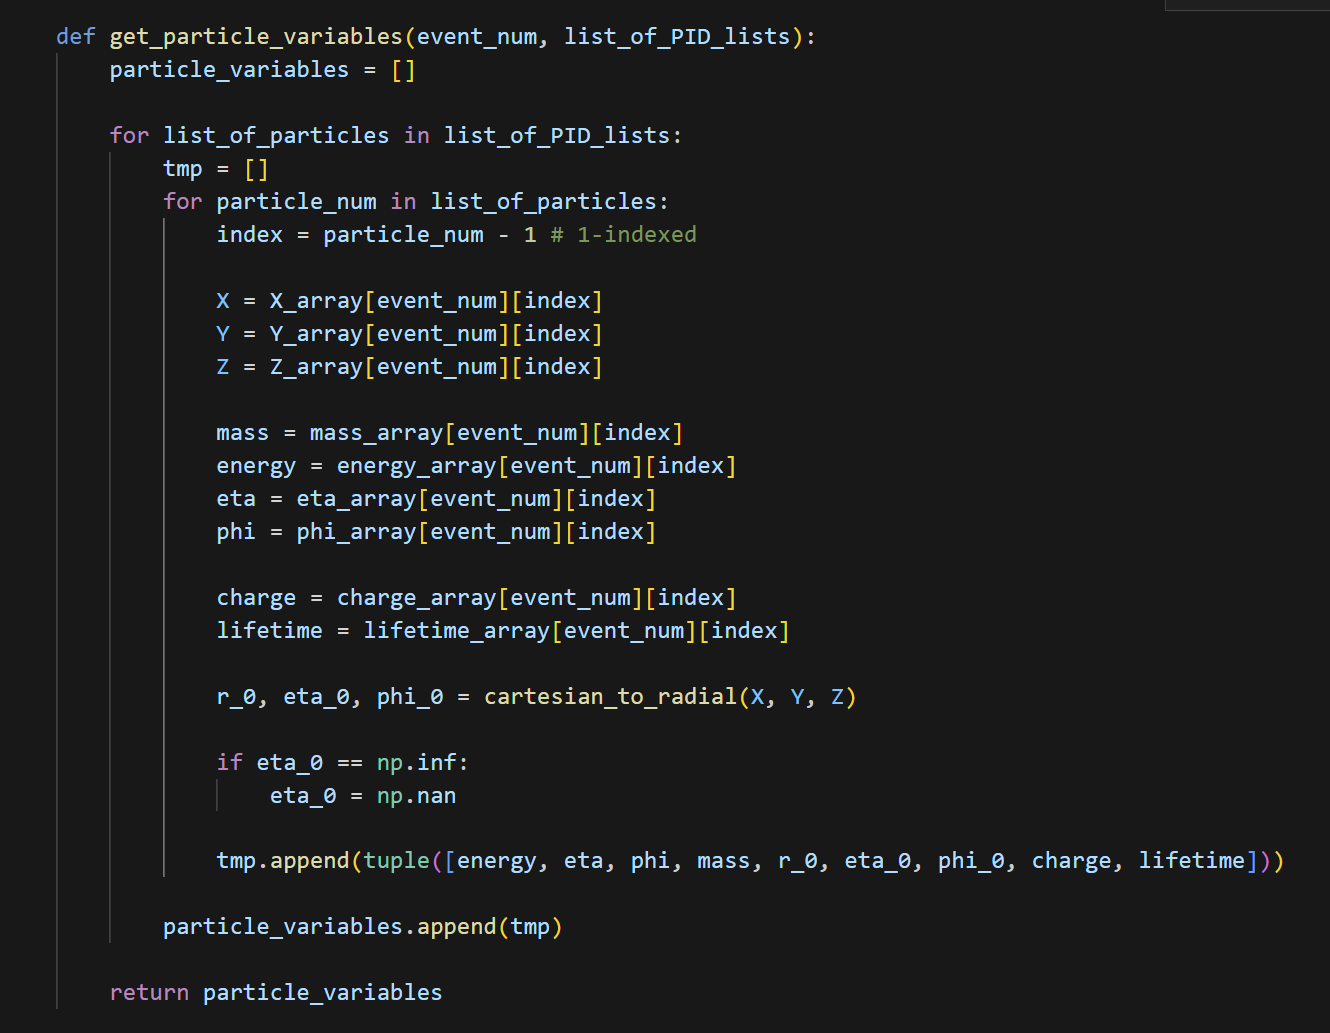 def get_particle_variables(event_num, list_of_PID_lists):
    particle_variables = []
    for list_of_particles in list_of_PID_lists:
        tmp = []
        for particle_num in list_of_particles:
            index = particle_num - 1 # 1-indexed
            X = X_array[event_num][index]
            Y = Y_array[event_num][index]
            Z = Z_array[event_num][index]
            mass = mass_array[event_num][index]
            energy = energy_array[event_num][index]
            eta = eta_array[event_num][index]
            phi = phi_array[event_num][index]
            charge = charge_array[event_num][index]
            lifetime = lifetime_array[event_num][index]
            r_0, eta_0, phi_0 = cartesian_to_radial(X, Y, Z)
            if eta_0 == np.inf:
                eta_0 = np.nan
            tmp.append(tuple([energy, eta, phi, mass, r_0, eta_0, phi_0, charge, lifetime]))
        particle_variables.append(tmp)
    return particle_variables